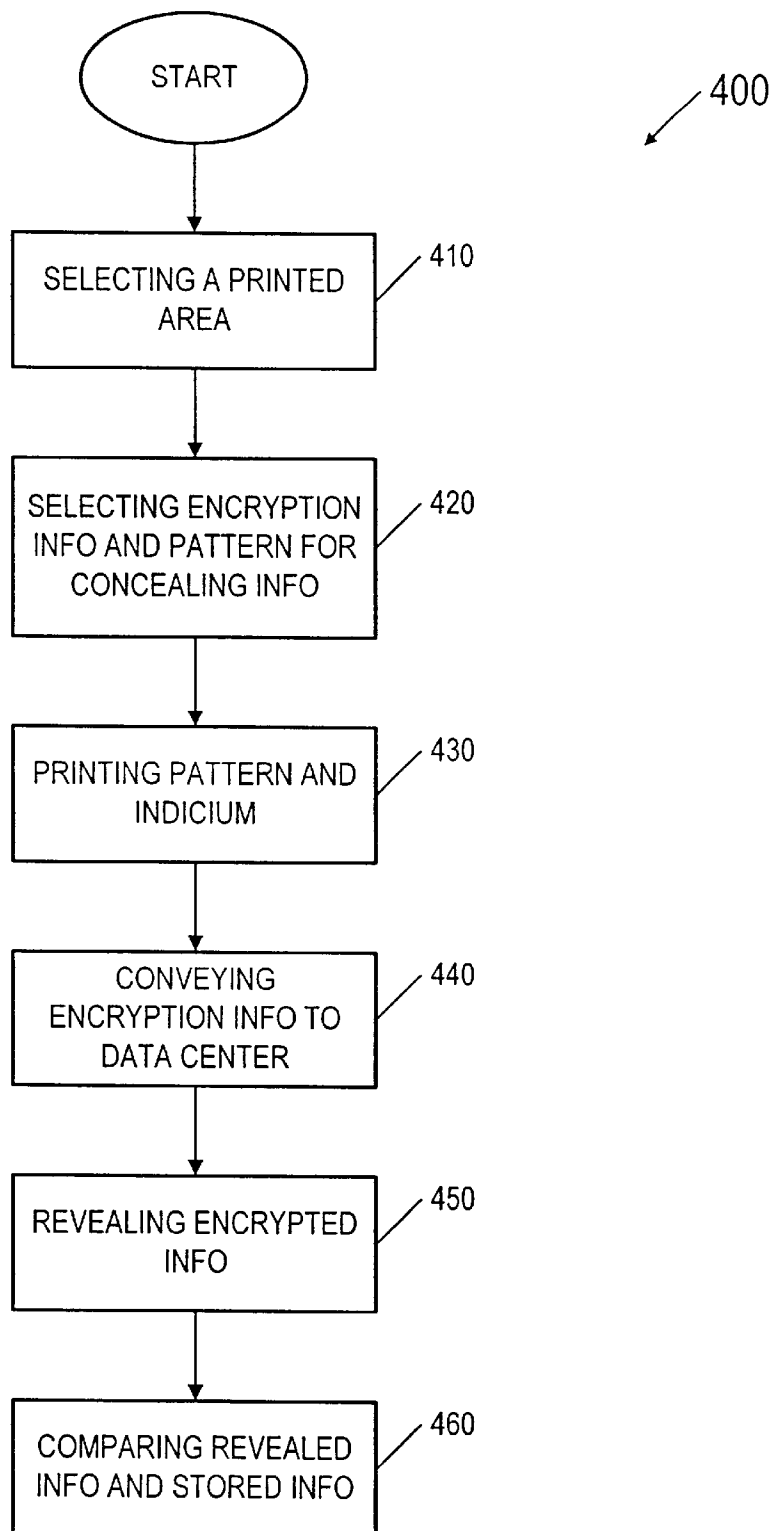 START
400
SELECTING A PRINTED
AREA
410
SELECTING ENCRYPTION
INFO AND PATTERN FOR
CONCEALING INFO
420
PRINTING PATTERN AND
INDICIUM
430
CONVEYING
ENCRYPTION INFO TO
DATA CENTER
440
REVEALING ENCRYPTED
INFO
450
COMPARING REVEALED
INFO AND STORED INFO
460